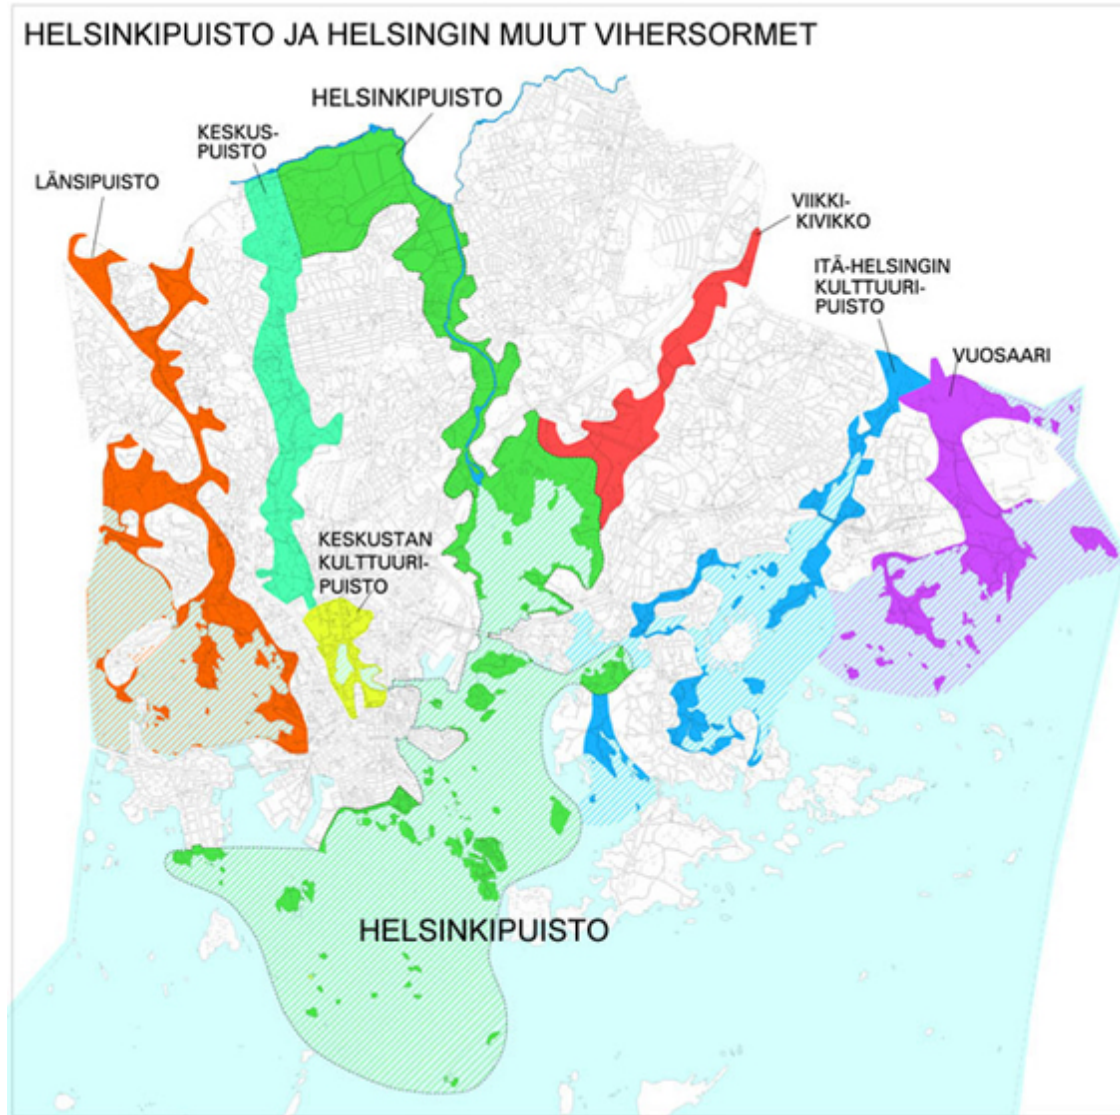 HELSINKIPUISTO JA HELSINGIN MUUT VIHERSORMET
HELSINKIPUISTO
KESKUS-
PUISTO
LÄNSIPUISTO
VIIKKI-
KIVIKKO
ITÄ-HELSINGIN
KULTTUURI-
PUISTO
VUOSAARI
KESKUSTAN
KULTTUURI-
PUISTO
HELSINKIPUISTO